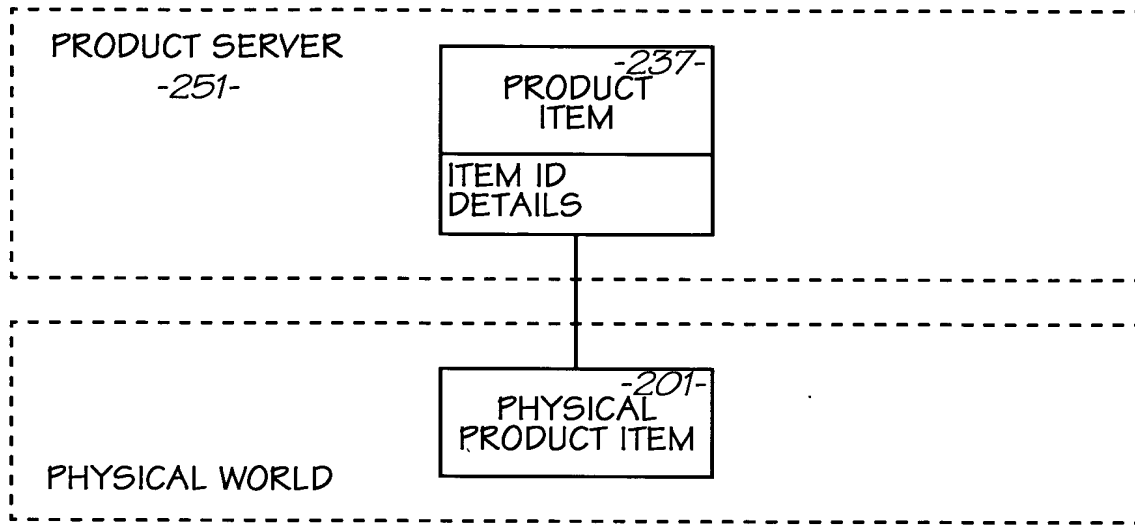 PRODUCT SERVER
-251-
-237-
PRODUCT
ITEM
ITEM ID
DETAILS
-201-
PHYSICAL
PRODUCT ITEM
PHYSICAL WORLD